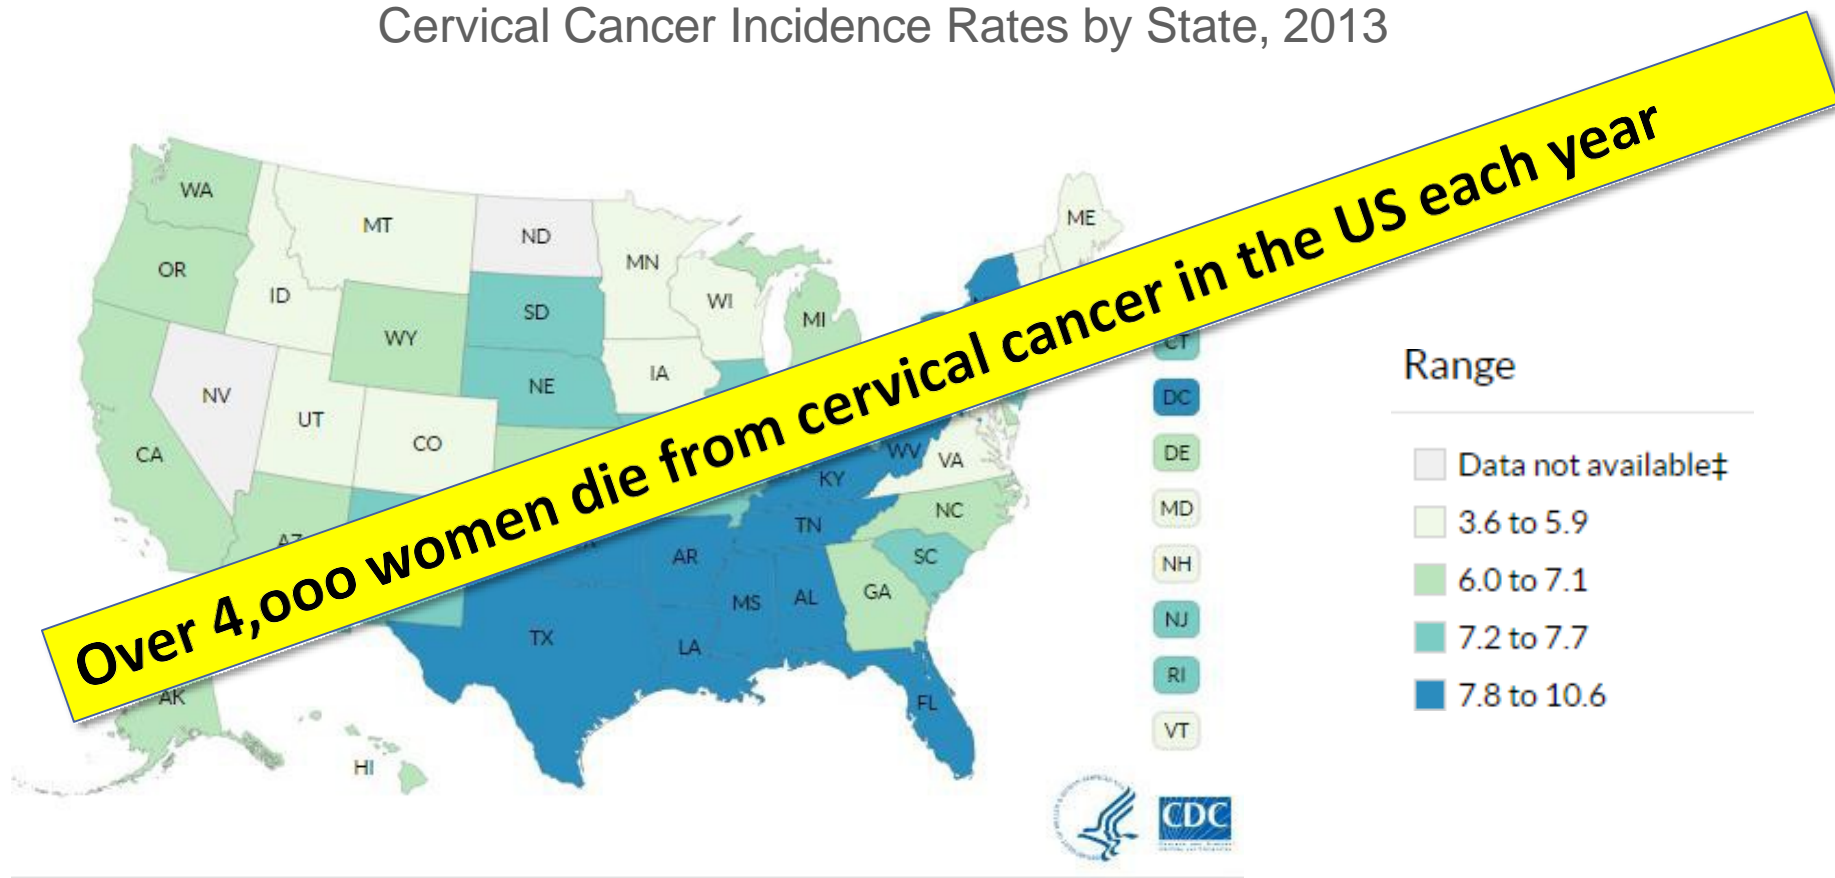 Cervical Cancer Incidence Rates by State, 2013
Over 4,ooo women die from cervical cancer in the US each year
WA
MT
ND
ME
OR
ID
MN
WI
SD
MI
WY
CT
IA
NE
NV
DC
UT
CO
CA
WV
VA
DE
KY
NC
MD
TN
AZ
AR
SC
NH
MS
AL
GA
NJ
TX
LA
RI
AK
FL
VT
HI
Range
Data not available‡
3.6 to 5.9
6.0 to 7.1
7.2 to 7.7
7.8 to 10.6
CDC